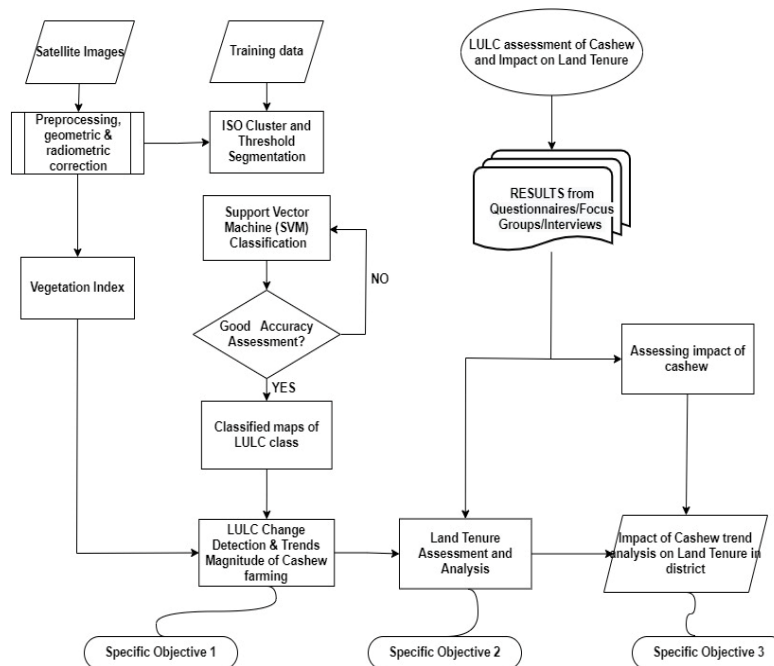 Satellite Images
Training data
LULC assessment of Cashew
and Impact on Land Tenure
Preprocessing,
geometric &
radiometric
correction
ISO Cluster and
Threshold
Segmentation
RESULTS from
Questionnaires/Focus
Groups/Interviews
Support Vector
Machine (SVM)
Classification
NO
Vegetation Index
Good Accuracy
Assessment?
Assessing impact of
cashew
YES
Classified maps of
LULC class
LULC Change
Detection & Trends
Magnitude of Cashew
farming
Land Tenure
Assessment and
Analysis
Impact of Cashew trend
analysis on Land Tenure in
district
Specific Objective 1
Specific Objective 2
Specific Objective 3